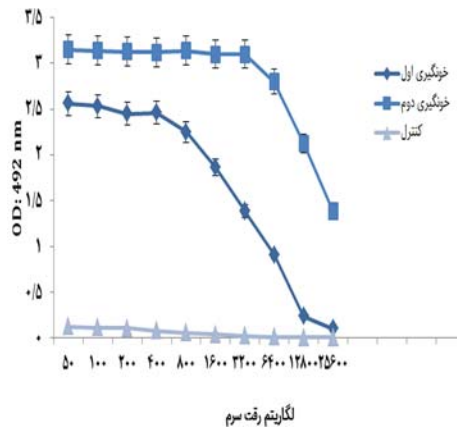 ۳/۵
۳
۲/۵
۲
۱/۵
۱
۰/۵
۰
OD: 492 nm
خونگیری اول
خونگیری دوم
کنترل
۵۰ ۱۰۰ ۲۰۰ ۴۰۰ ۸۰۰ ۱۶۰۰ ۳۲۰۰ ۶۴۰۰ ۱۲۸۰۰ ۲۵۶۰۰
لگاریتم رقت سرم